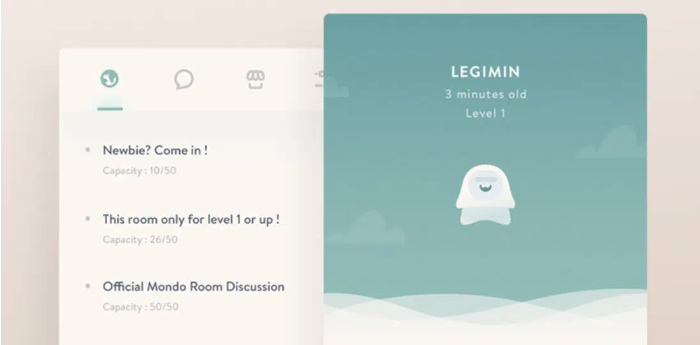 Newbie? Come in !
Capacity : 10/50
This room only for level 1 or up !
Capacity : 26/50
Official Mondo Room Discussion
Capacity : 50/50
LEGIMIN
3 minutes old
Level 1